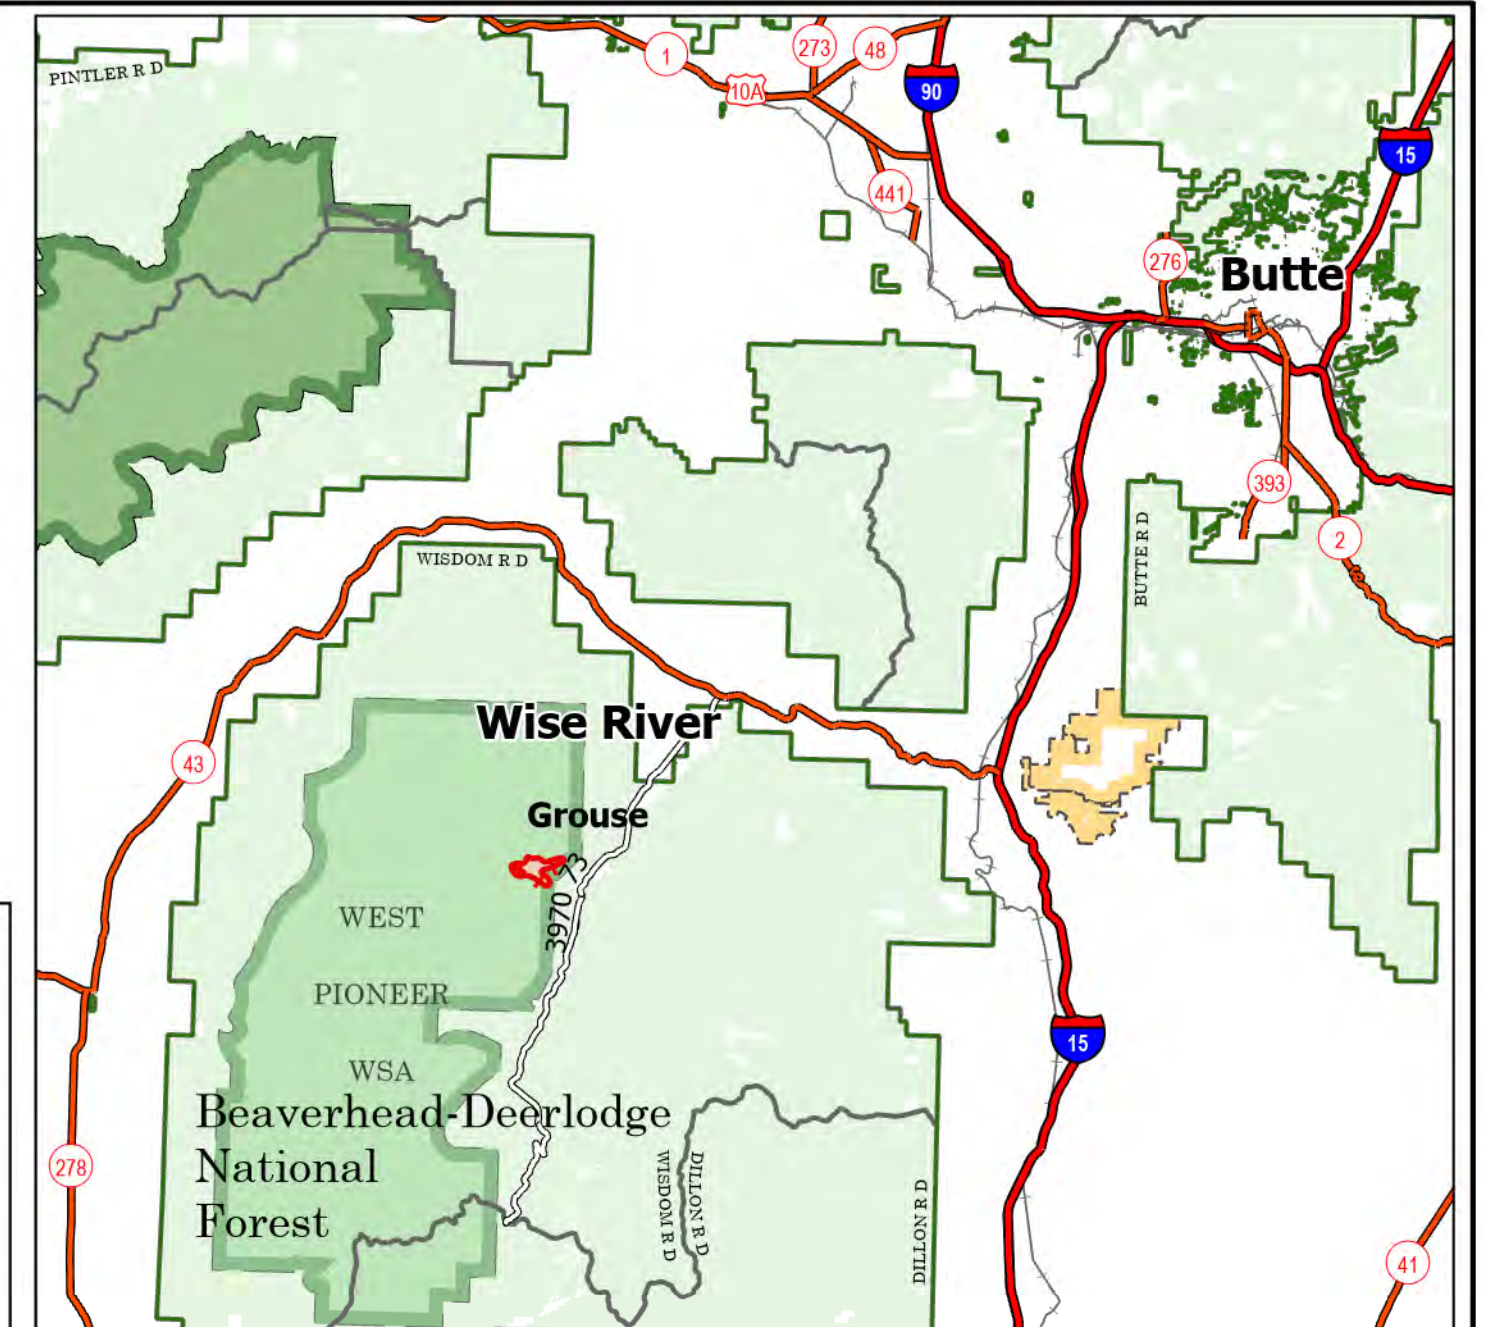 1
273
48
10A
90
PINTLER R D
15
441
276
Butte
393
2
BUTTE R D
WISDOM R D
Wise River
43
Grouse
73
3970
WEST
PIONEER
WSA
15
Beaverhead-Deerlodge
National
Forest
278
WISDOM R D
DILLON R D
DILLON R D
41